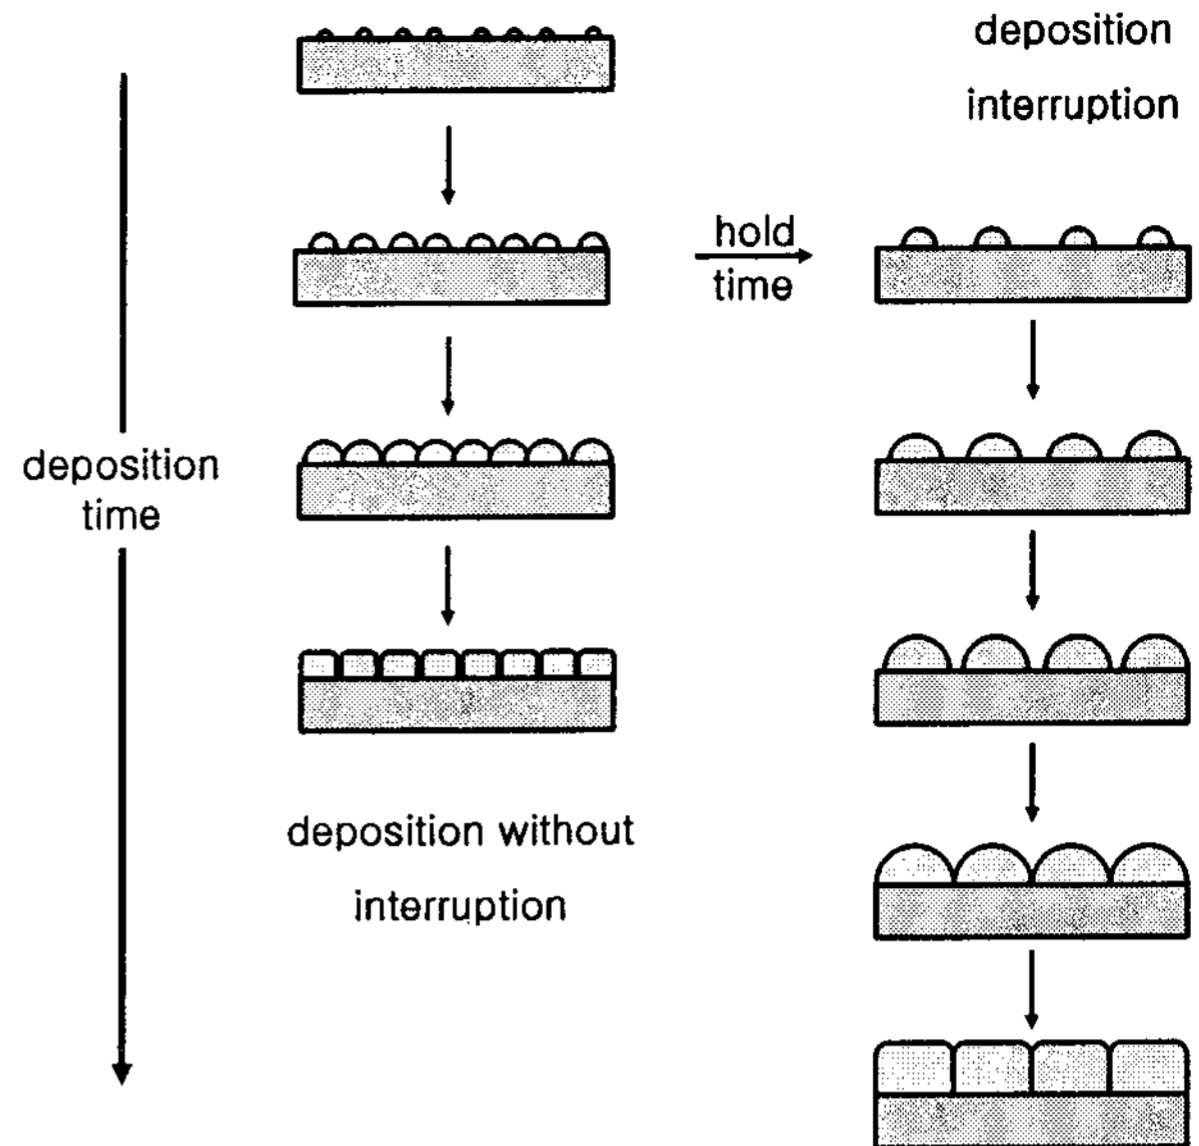 deposition
interruption
hold
time
deposition
time
deposition without
interruption